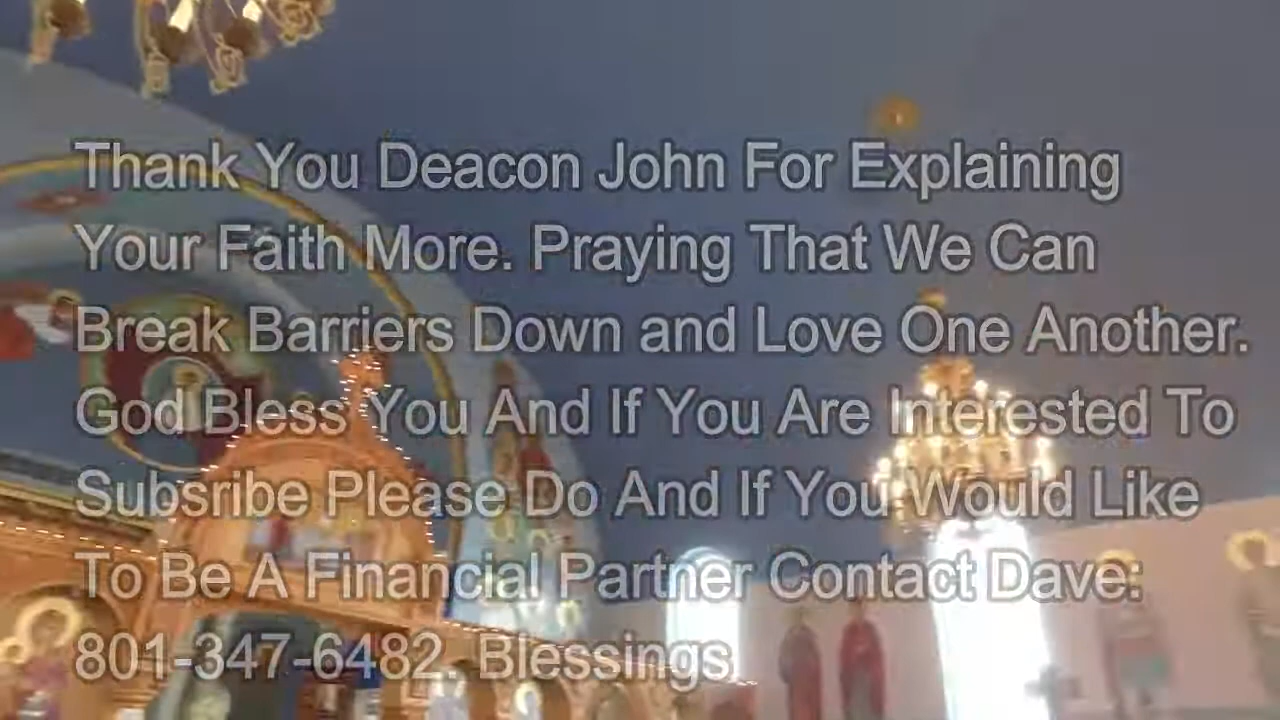 Thank You Deacon John For Explaining
Your Faith More. Praying That We Can
Break Barriers Down and Love One Another.
God Bless You And If You Are Interested To
Subsribe Please Do And If You Would Like
To Be A Financial Partner Contact Dave:
801-347-6482. Blessings.